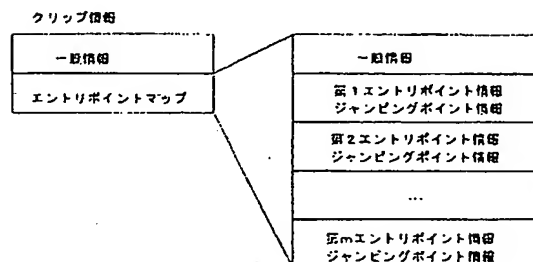 クリップ情報
一般情報
エントリポイントマップ
一般情報
第1エントリポイント情報
ジャンピングポイント情報
第2エントリポイント情報
ジャンピングポイント情報
...
第mエントリポイント情報
ジャンピングポイント情報